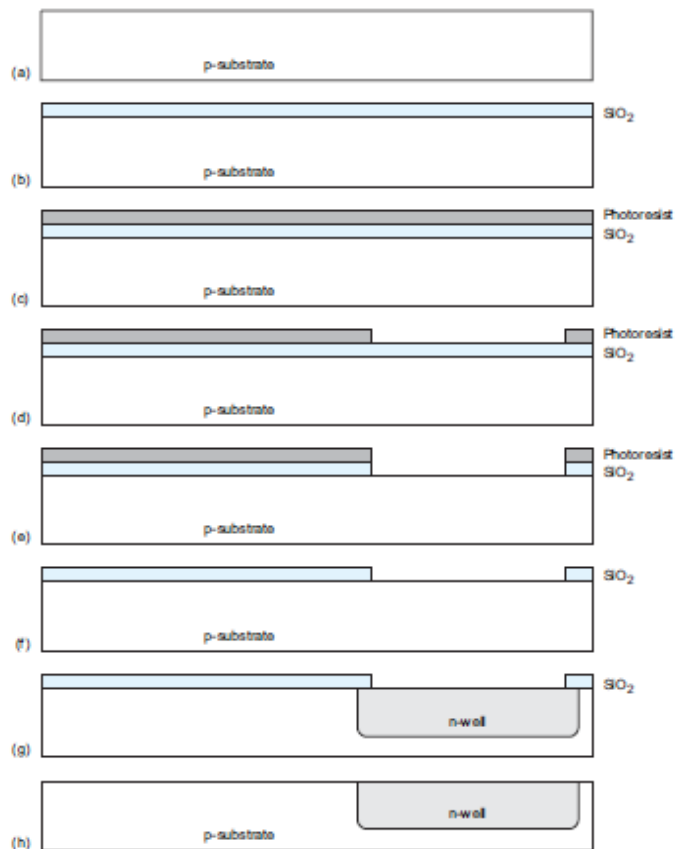 p-substrate
(a)
SiO2
p-substrate
(b)
Photoresist
SiO2
p-substrate
(c)
Photoresist
SiO2
p-substrate
(d)
Photoresist
SiO2
p-substrate
(e)
SiO2
p-substrate
(f)
SiO2
n-well
(g)
n-well
p-substrate
(h)